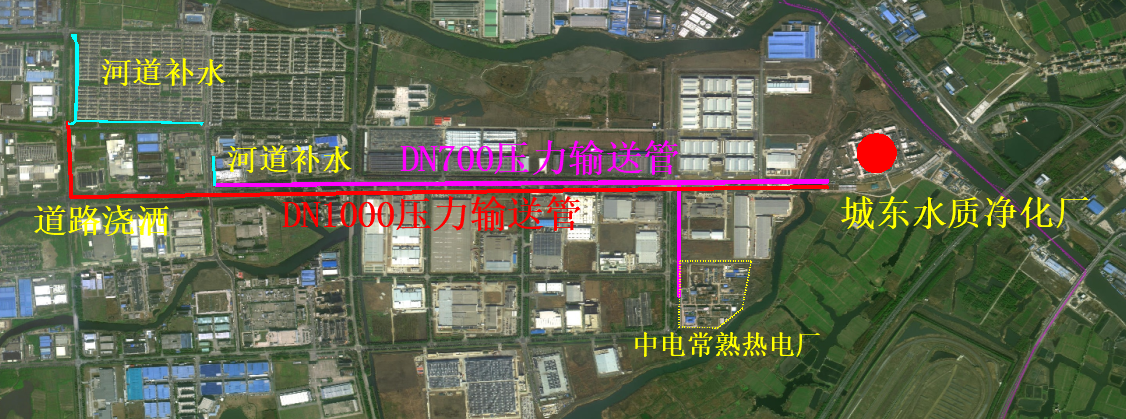 河道补水
河道补水
DN700压力输送管
道路浇洒
DN1000压力输送管
城东水质净化厂
中电常熟热电厂